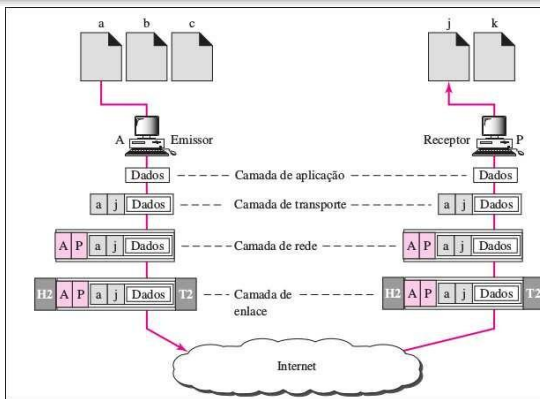 a b c j k
A Emissor Receptor P
Dados Camada de aplicação Dados
a j Dados Camada de transporte a j Dados
A P a j Dados Camada de rede A P a j Dados
H2 A P a j Dados T2 Camada de enlace H2 A P a j Dados T2
Internet